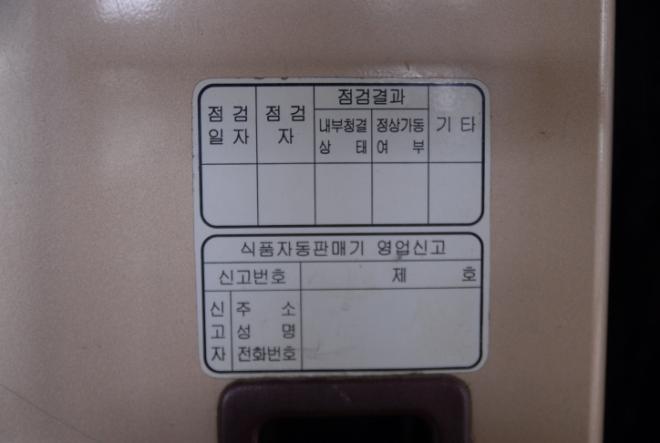 점검결과
점 검 점 검 내부청결 정상가동 기 타
일 자 자 상 태 여 부
식품자동판매기 영업신고
신고번호 제 호
신 주 소
고 성 명
자 전화번호